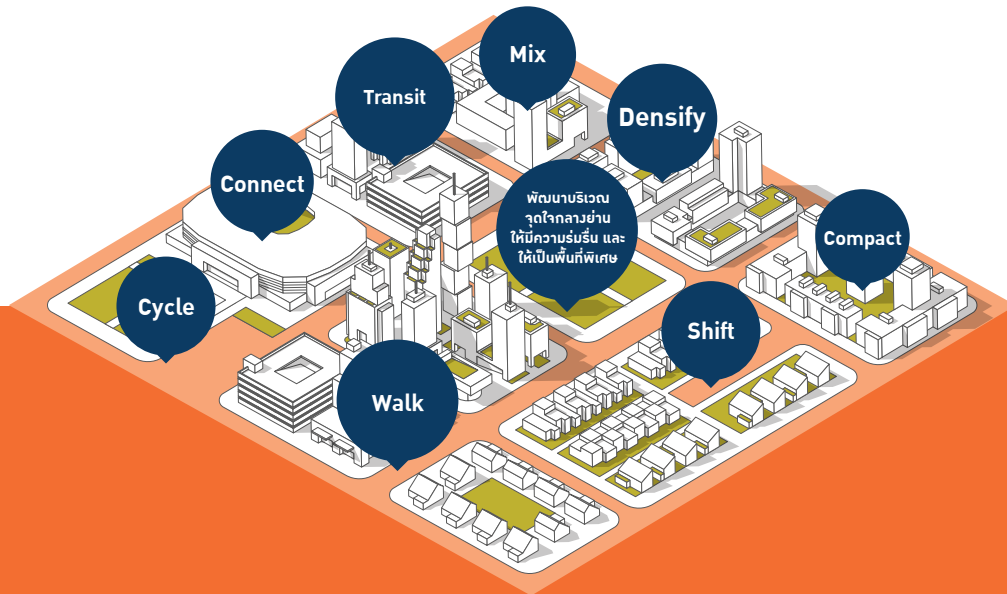 Mix
Transit
Densify
Connect
พัฒนาบริเวณ
จุดใจกลางย่าน
ให้มีความร่มรื่น และ
ให้เป็นพื้นที่พิเศษ
Compact
Cycle
Shift
Walk